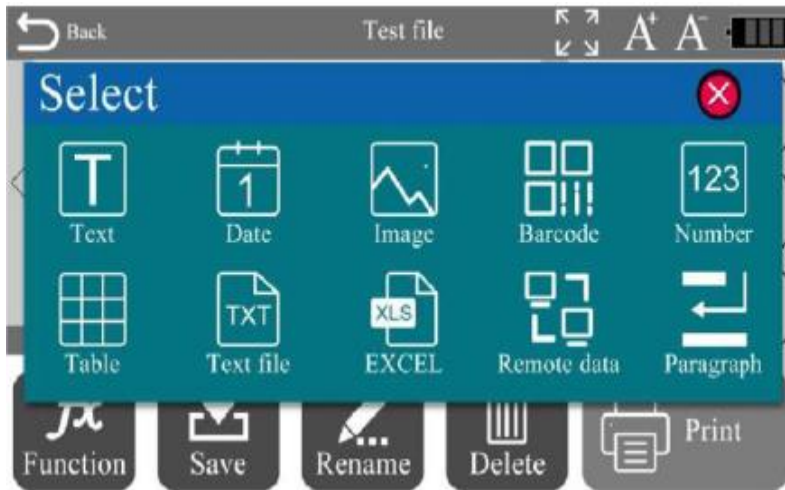 Back Test file A+ A-
Select
T 1 123
Text Date Image Barcode Number
TXT XLS
Table Text file EXCEL Remote data Paragraph
fx
Function Save Rename Delete Print